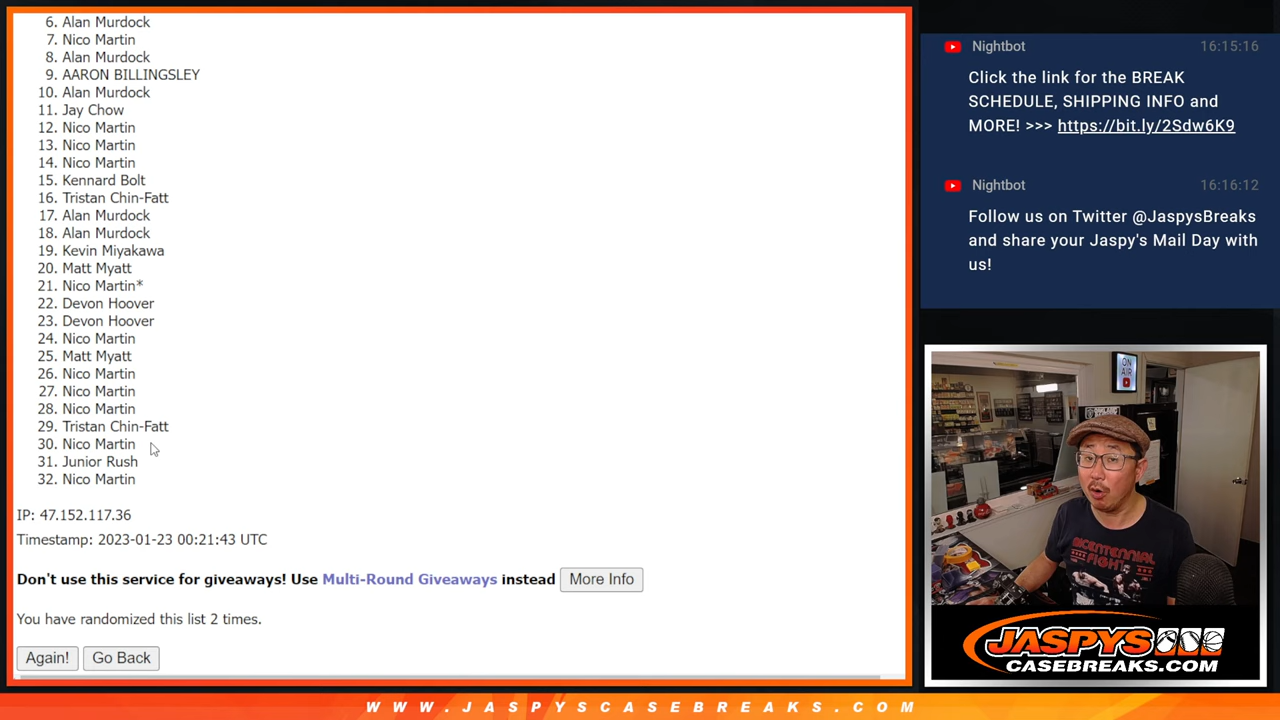 6. Alan Murdock
7. Nico Martin
8. Alan Murdock
9. AARON BILLINGSLEY
10. Alan Murdock
11. Jay Chow
12. Nico Martin
13. Nico Martin
14. Nico Martin
15. Kennard Bolt
16. Tristan Chin-Fatt
17. Alan Murdock
18. Alan Murdock
19. Kevin Miyakawa
20. Matt Myatt
21. Nico Martin*
22. Devon Hoover
23. Devon Hoover
24. Nico Martin
25. Matt Myatt
26. Nico Martin
27. Nico Martin
28. Nico Martin
29. Tristan Chin-Fatt
30. Nico Martin
31. Junior Rush
32. Nico Martin
IP: 47.152.117.36
Timestamp: 2023-01-23 00:21:43 UTC
Don't use this service for giveaways! Use Multi-Round Giveaways instead More Info
You have randomized this list 2 times.
Again! Go Back
Nightbot 16:15:16
Click the link for the BREAK
SCHEDULE, SHIPPING INFO and
MORE! >>> https://bit.ly/2Sdw6K9
Nightbot 16:16:12
Follow us on Twitter @JaspysBreaks
and share your Jaspy's Mail Day with
us!
ON
AIR
BICENTENNIAL
FIGHT
JASPYS
CASEBREAKS.COM
WWW.JASPYSCASEBREAKS.COM